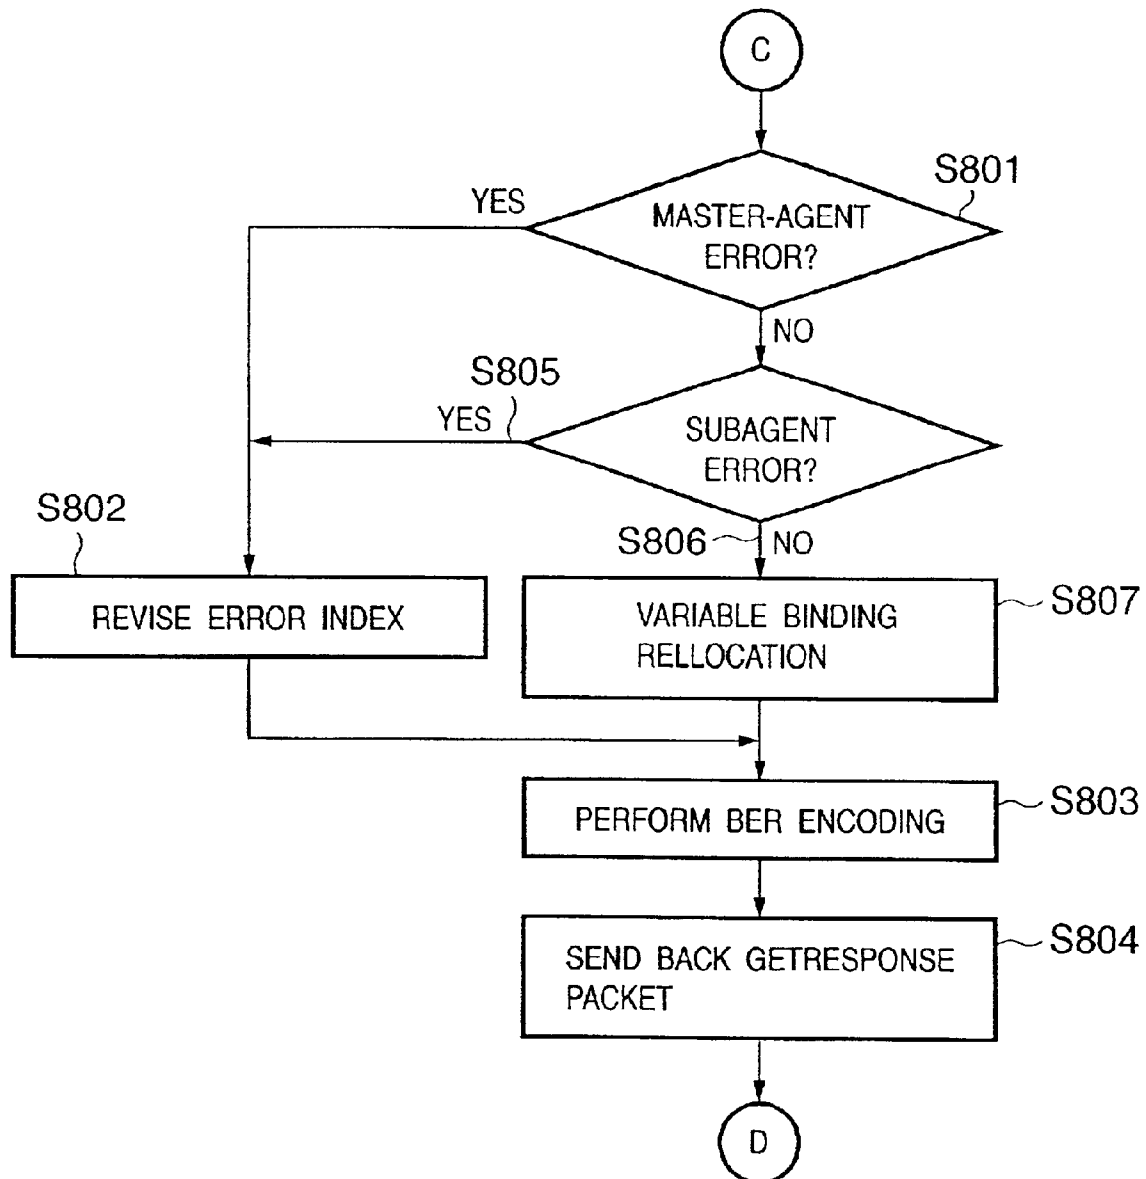 C
S801
YES
MASTER-AGENT
ERROR?
NO
S805
YES
SUBAGENT
ERROR?
S802
S806
NO
REVISE ERROR INDEX
VARIABLE BINDING
RELLOCATION
S807
PERFORM BER ENCODING
S803
SEND BACK GETRESPONSE
PACKET
S804
D